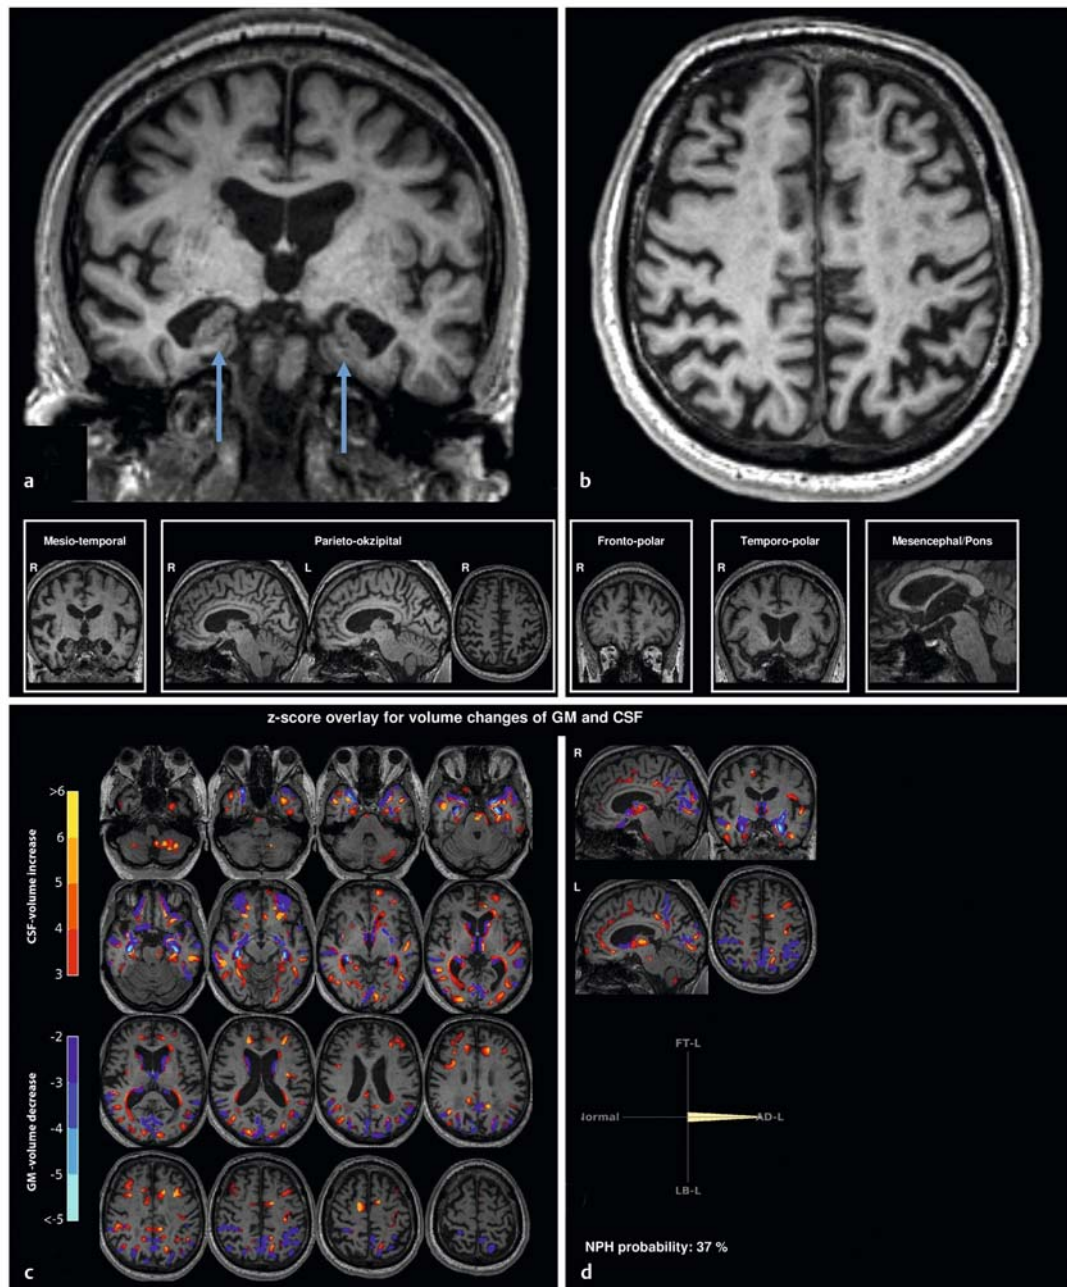 a
b
Mesio-temporal
R
Parieto-okzipital
R
L
R
Fronto-polar
R
Temporo-polar
R
Mesencephal/Pons
z-score overlay for volume changes of GM and CSF
>6
6
5
4
3
CSF-volume increase
-2
-3
-4
-5
<-5
GM -volume decrease
c
R
L
FT-L
ormal
AD-L
LB-L
NPH probability: 37 %
d